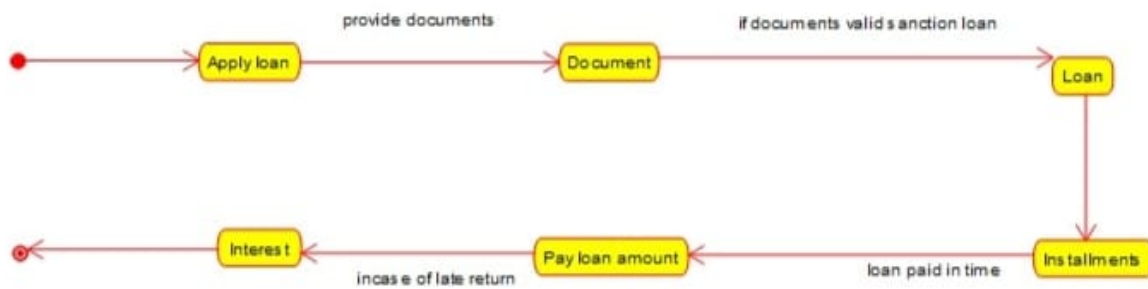 provide documents
if documents valid sanction loan
Apply loan
Document
Loan
Interest
Pay loan amount
Installments
incase of late return
loan paid in time